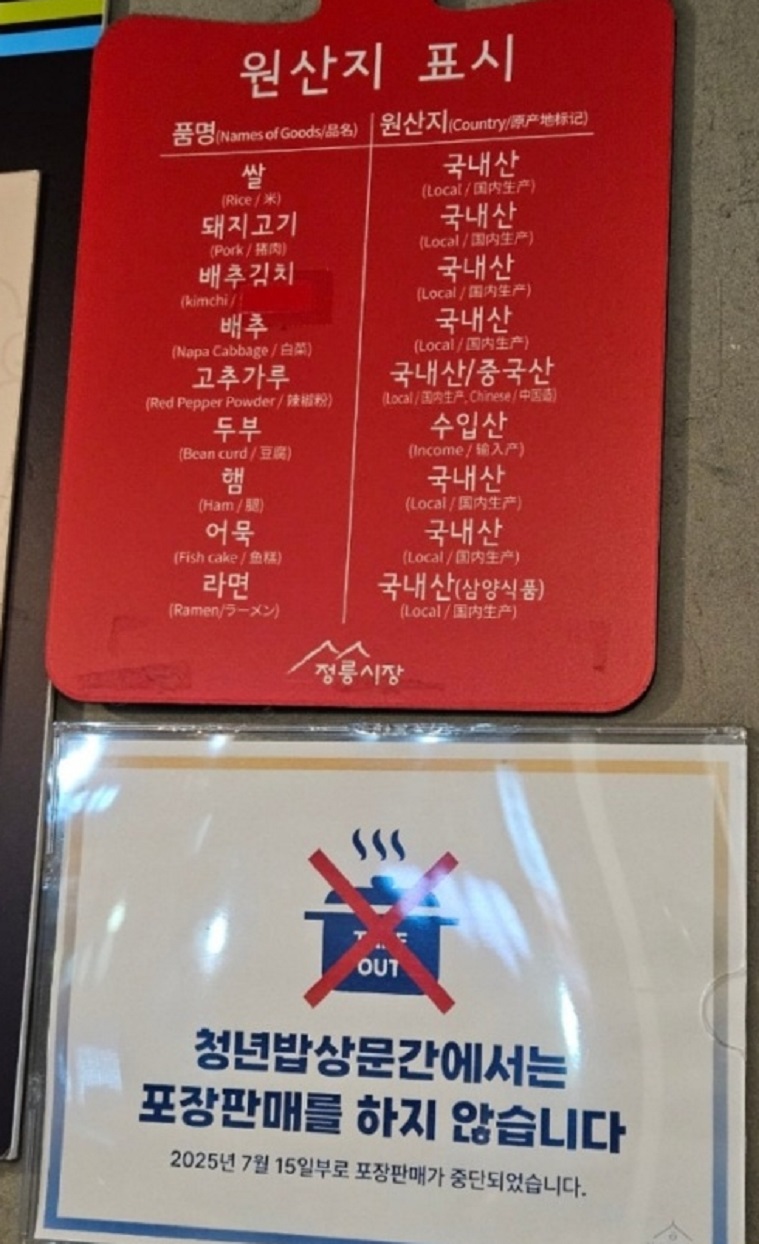 원산지 표시
품명(Names of Goods/品名) 원산지(Country/原产地标记)
쌀 국내산
(Rice / 米) (Local / 国内生产)
돼지고기 국내산
(Pork / 猪肉) (Local / 国内生产)
배추김치 국내산
(kimchi / (Local / 国内生产)
배추 국내산
(Napa Cabbage / 白菜) (Local / 国内生产)
고추가루 국내산/중국산
(Red Pepper Powder / 辣椒粉) (Local / 国内生产, Chinese / 中国造)
두부 수입산
(Bean curd / 豆腐) (Income / 输入产)
햄 국내산
(Ham / 腿) (Local / 国内生产)
어묵 국내산
(Fish cake / 鱼糕) (Local / 国内生产)
라면 국내산(삼양식품)
(Ramen/ラーメン) (Local / 国内生产)
정릉시장
TAKE
OUT
청년밥상문간에서는
포장판매를 하지 않습니다
2025년 7월 15일부로 포장판매가 중단되었습니다.